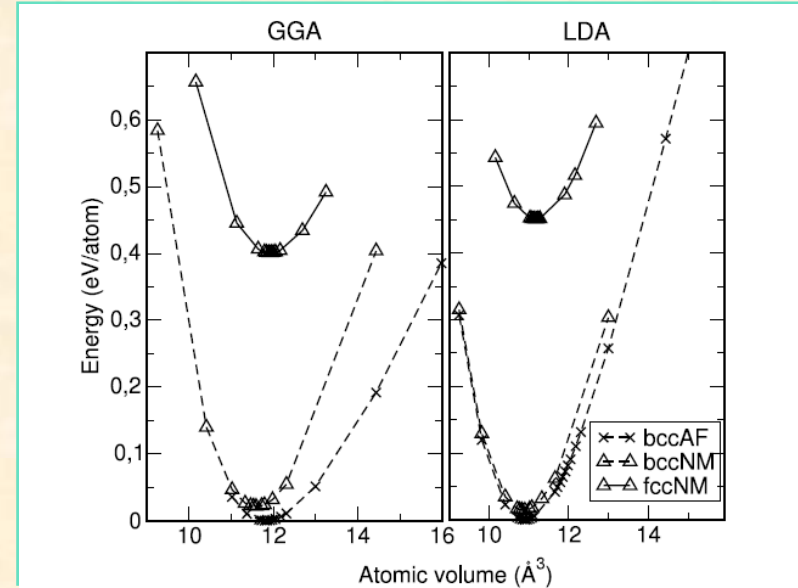 GGA LDA
0,6
0,5
0,4
0,3
0,2
0,1
0
Energy (eV/atom)
10 12 14 16 10 12 14
Atomic volume (Å³)
bccAF
bccNM
fccNM